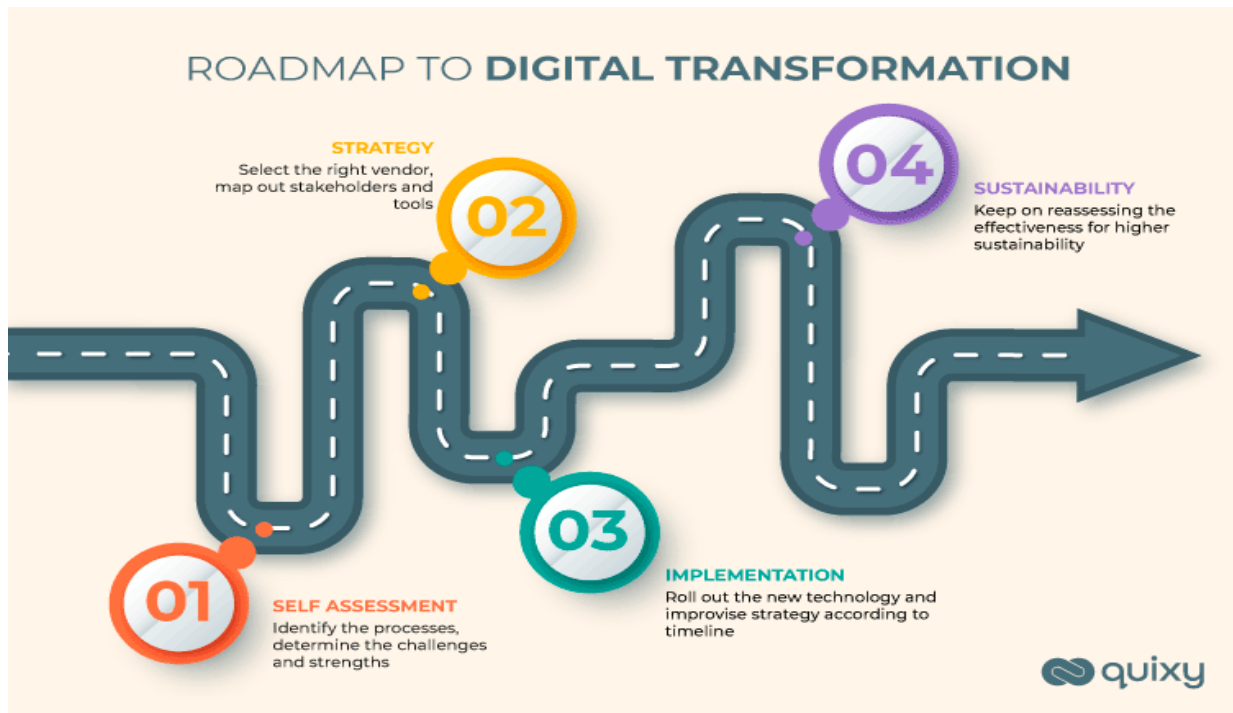 ROADMAP TO DIGITAL TRANSFORMATION
01
SELF ASSESSMENT
Identify the processes,
determine the challenges
and strengths
STRATEGY
Select the right vendor,
map out stakeholders and
tools
02
03
IMPLEMENTATION
Roll out the new technology and
improvise strategy according to
timeline
04
SUSTAINABILITY
Keep on reassessing the
effectiveness for higher
sustainability
quixy